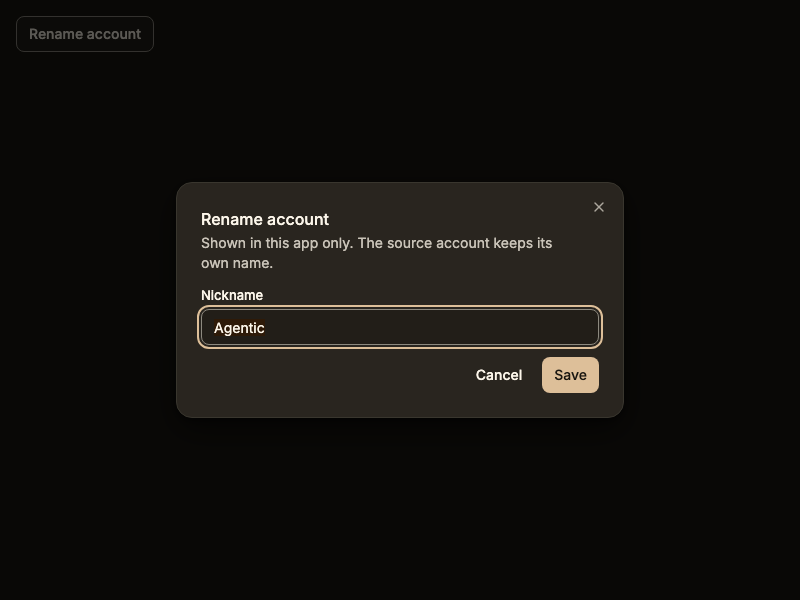 Rename account
Rename account
Shown in this app only. The source account keeps its
own name.
Nickname
Agentic
Cancel
Save